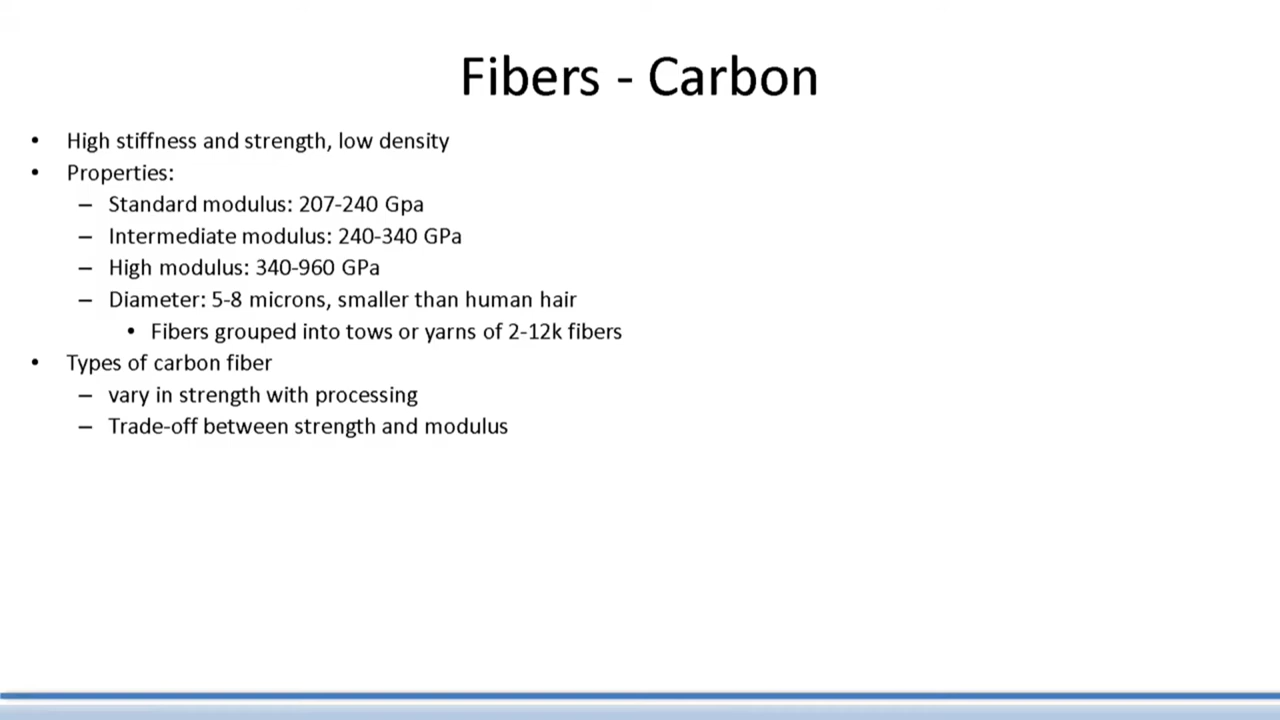 Fibers - Carbon
• High stiffness and strength, low density
• Properties:
– Standard modulus: 207-240 Gpa
– Intermediate modulus: 240-340 GPa
– High modulus: 340-960 GPa
– Diameter: 5-8 microns, smaller than human hair
• Fibers grouped into tows or yarns of 2-12k fibers
• Types of carbon fiber
– vary in strength with processing
– Trade-off between strength and modulus